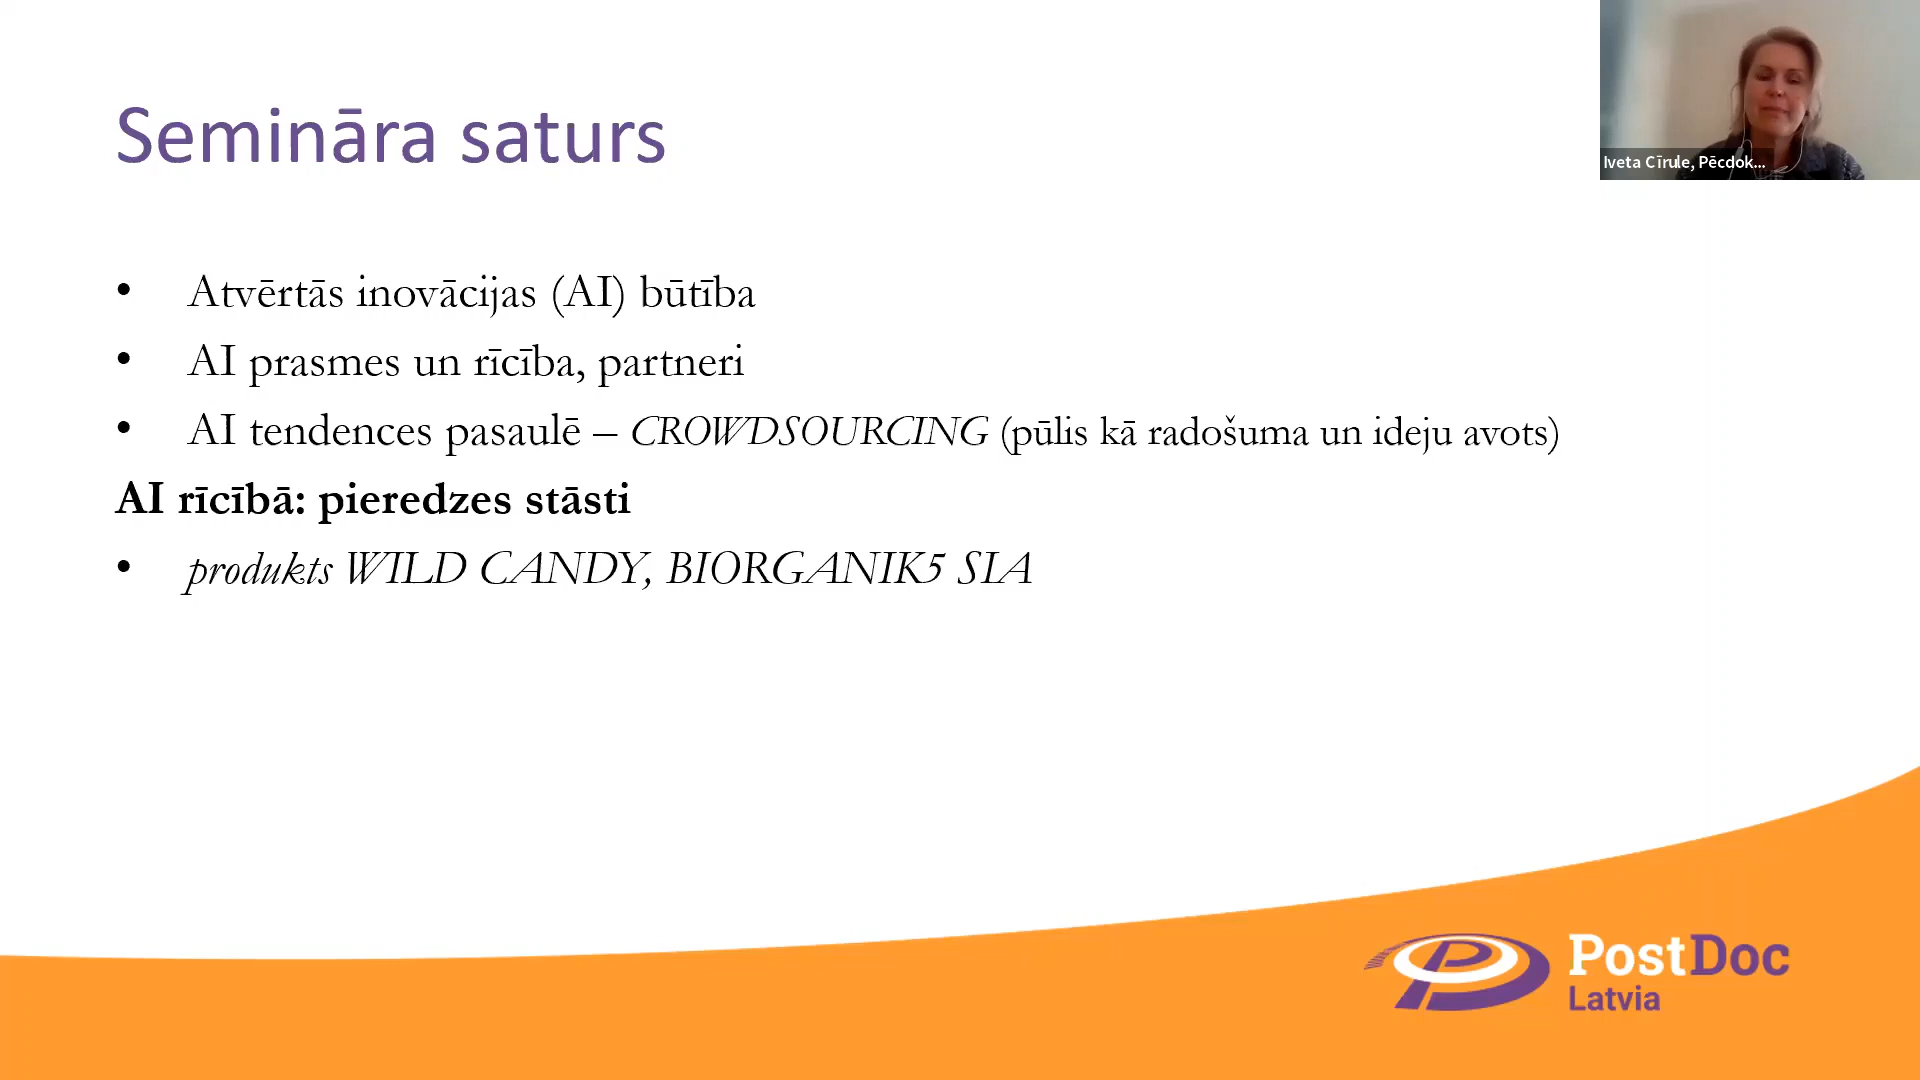 Semināra saturs
Iveta Cīrule, Pēcdok...
• Atvērtās inovācijas (AI) būtība
• AI prasmes un rīcība, partneri
• AI tendences pasaulē – CROWDSOURCING (pūlis kā radošuma un ideju avots)
AI rīcībā: pieredzes stāsti
• produkts WILD CANDY, BIORGANIK5 SIA
PostDoc
Latvia